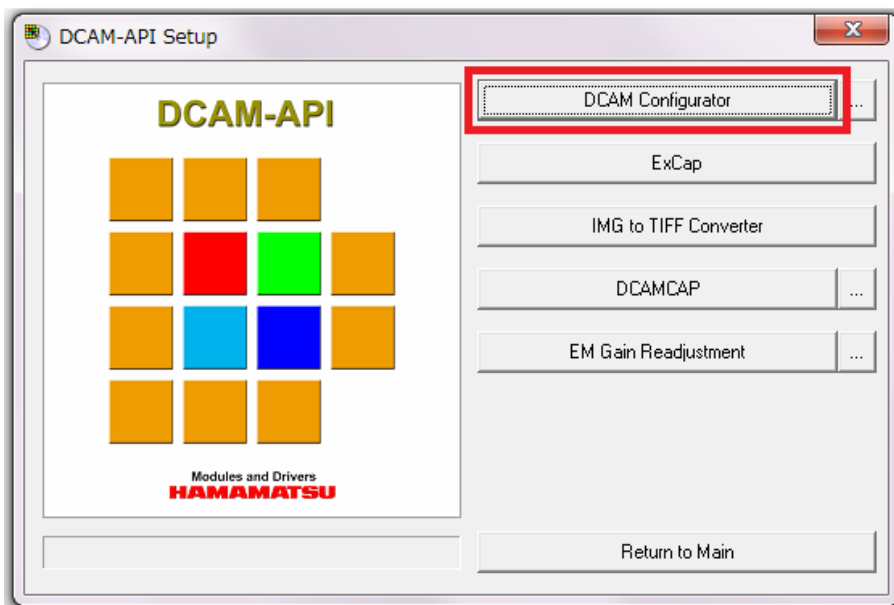 DCAM-API Setup
DCAM-API
Modules and Drivers
HAMAMATSU
DCAM Configurator
...
ExCap
IMG to TIFF Converter
DCAMCAP
...
EM Gain Readjustment
...
Return to Main